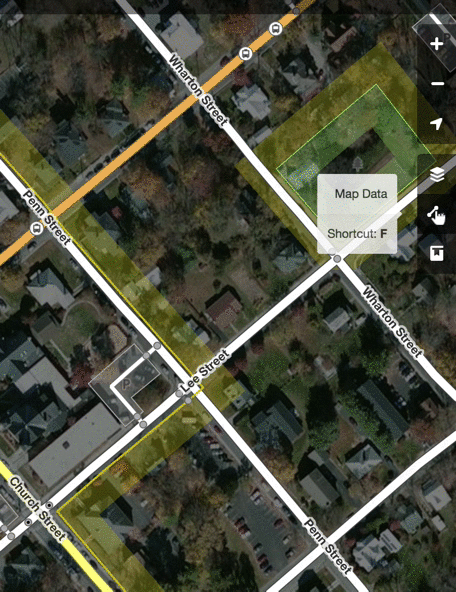 Wharton Street
Penn Street
Map Data
Shortcut: F
Wharton Street
Lee Street
P
Church Street
Penn Street